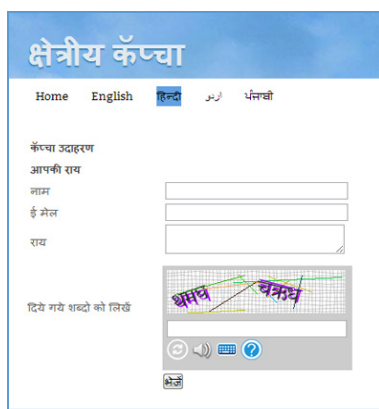 क्षेत्रीय कॅप्चा
Home English हिन्दी اردو ਪੰਜਾਬੀ
कॅप्चा उदाहरण
आपकी राय
नाम
ई मेल
राय
दिये गये शब्दो को लिखें
भेजें